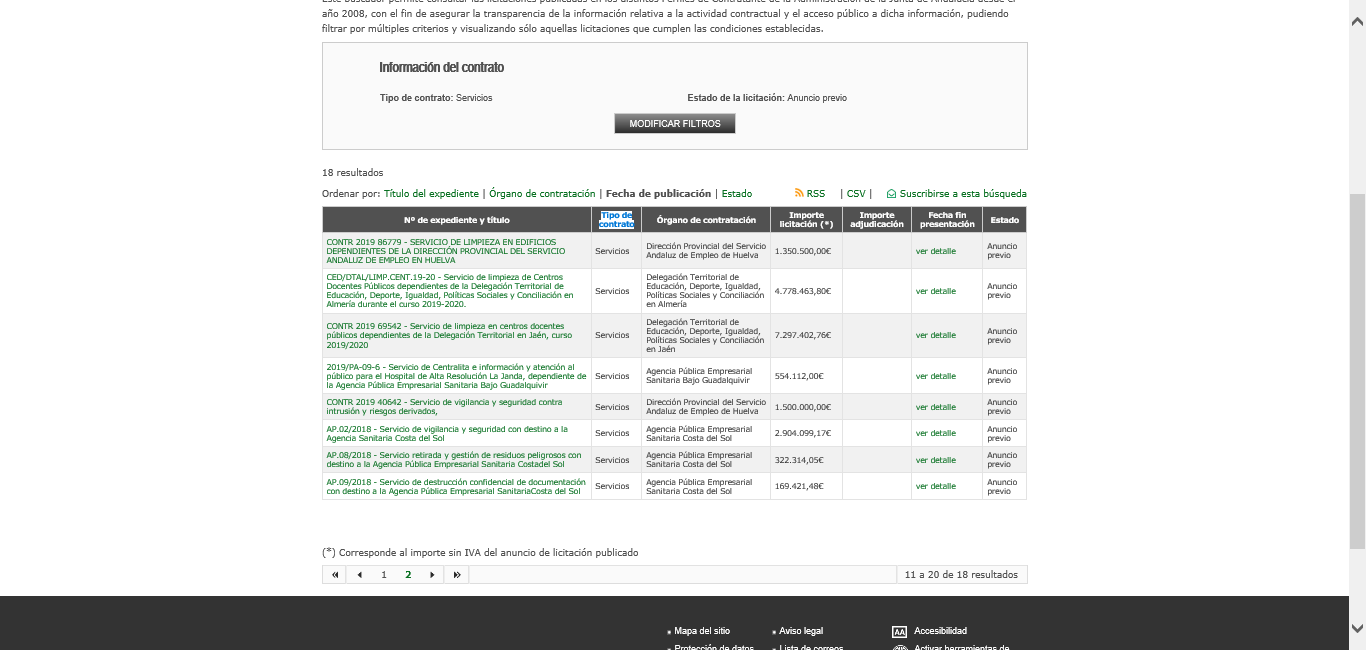 año 2008, con el fin de asegurar la transparencia de la información relativa a la actividad contractual y el acceso público a dicha información, pudiendo
filtrar por múltiples criterios y visualizando sólo aquellas licitaciones que cumplen las condiciones establecidas.
Información del contrato
Tipo de contrato: Servicios Estado de la licitación: Anuncio previo
MODIFICAR FILTROS
18 resultados
Ordenar por: Título del expediente | Órgano de contratación | Fecha de publicación | Estado RSS | CSV | Suscribirse a esta búsqueda
Nº de expediente y título
Tipo de
contrato
Órgano de contratación
Importe
licitación (*)
Importe
adjudicación
Fecha fin
presentación
Estado
CONTR 2019 86779 - SERVICIO DE LIMPIEZA EN EDIFICIOS
DEPENDIENTES DE LA DIRECCIÓN PROVINCIAL DEL SERVICIO
ANDALUZ DE EMPLEO EN HUELVA
Servicios
Dirección Provincial del Servicio
Andaluz de Empleo de Huelva
1.350.500,00€
ver detalle
Anuncio
previo
CED/DTAL/LIMP.CENT.19-20 - Servicio de limpieza de Centros
Docentes Públicos dependientes de la Delegación Territorial de
Educación, Deporte, Igualdad, Políticas Sociales y Conciliación en
Almería durante el curso 2019-2020.
Servicios
Delegación Territorial de
Educación, Deporte, Igualdad,
Políticas Sociales y Conciliación
en Almería
4.778.463,80€
ver detalle
Anuncio
previo
CONTR 2019 69542 - Servicio de limpieza en centros docentes
públicos dependientes de la Delegación Territorial en Jaén, curso
2019/2020
Servicios
Delegación Territorial de
Educación, Deporte, Igualdad,
Políticas Sociales y Conciliación
en Jaén
7.297.402,76€
ver detalle
Anuncio
previo
2019/PA-09-6 - Servicio de Centralita e información y atención al
público para el Hospital de Alta Resolución La Janda, dependiente de
la Agencia Pública Empresarial Sanitaria Bajo Guadalquivir
Servicios
Agencia Pública Empresarial
Sanitaria Bajo Guadalquivir
554.112,00€
ver detalle
Anuncio
previo
CONTR 2019 40642 - Servicio de vigilancia y seguridad contra
intrusión y riesgos derivados,
Servicios
Dirección Provincial del Servicio
Andaluz de Empleo de Huelva
1.500.000,00€
ver detalle
Anuncio
previo
AP.02/2018 - Servicio de vigilancia y seguridad con destino a la
Agencia Sanitaria Costa del Sol
Servicios
Agencia Pública Empresarial
Sanitaria Costa del Sol
2.904.099,17€
ver detalle
Anuncio
previo
AP.08/2018 - Servicio retirada y gestión de residuos peligrosos con
destino a la Agencia Pública Empresarial Sanitaria Costadel Sol
Servicios
Agencia Pública Empresarial
Sanitaria Costa del Sol
322.314,05€
ver detalle
Anuncio
previo
AP.09/2018 - Servicio de destrucción confidencial de documentación
con destino a la Agencia Pública Empresarial SanitariaCosta del Sol
Servicios
Agencia Pública Empresarial
Sanitaria Costa del Sol
169.421,48€
ver detalle
Anuncio
previo
(*) Corresponde al importe sin IVA del anuncio de licitación publicado
1 2 11 a 20 de 18 resultados
Mapa del sitio Aviso legal AA Accesibilidad
Protección de datos Lista de correos Activar herramientas de